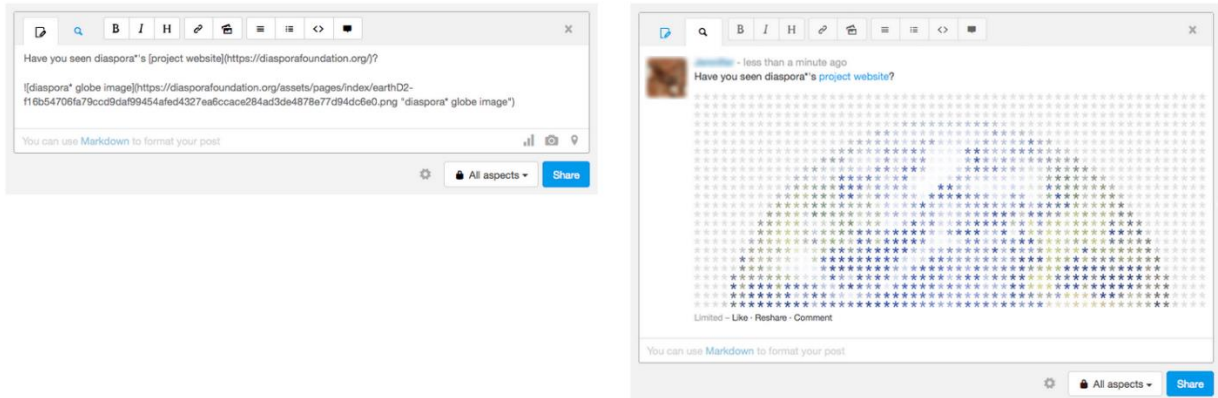 B I H
Have you seen diaspora*'s [project website](https://diasporafoundation.org/)?
![diaspora* globe image](https://diasporafoundation.org/assets/pages/index/earthD2-
f16b54706fa79ccd9daf99454afed4327ea6ccace284ad3de4878e77d94dc6e0.png "diaspora* globe image")
You can use Markdown to format your post
All aspects
Share
B I H
- less than a minute ago
Have you seen diaspora*'s project website?
Limited – Like · Reshare · Comment
You can use Markdown to format your post
All aspects
Share